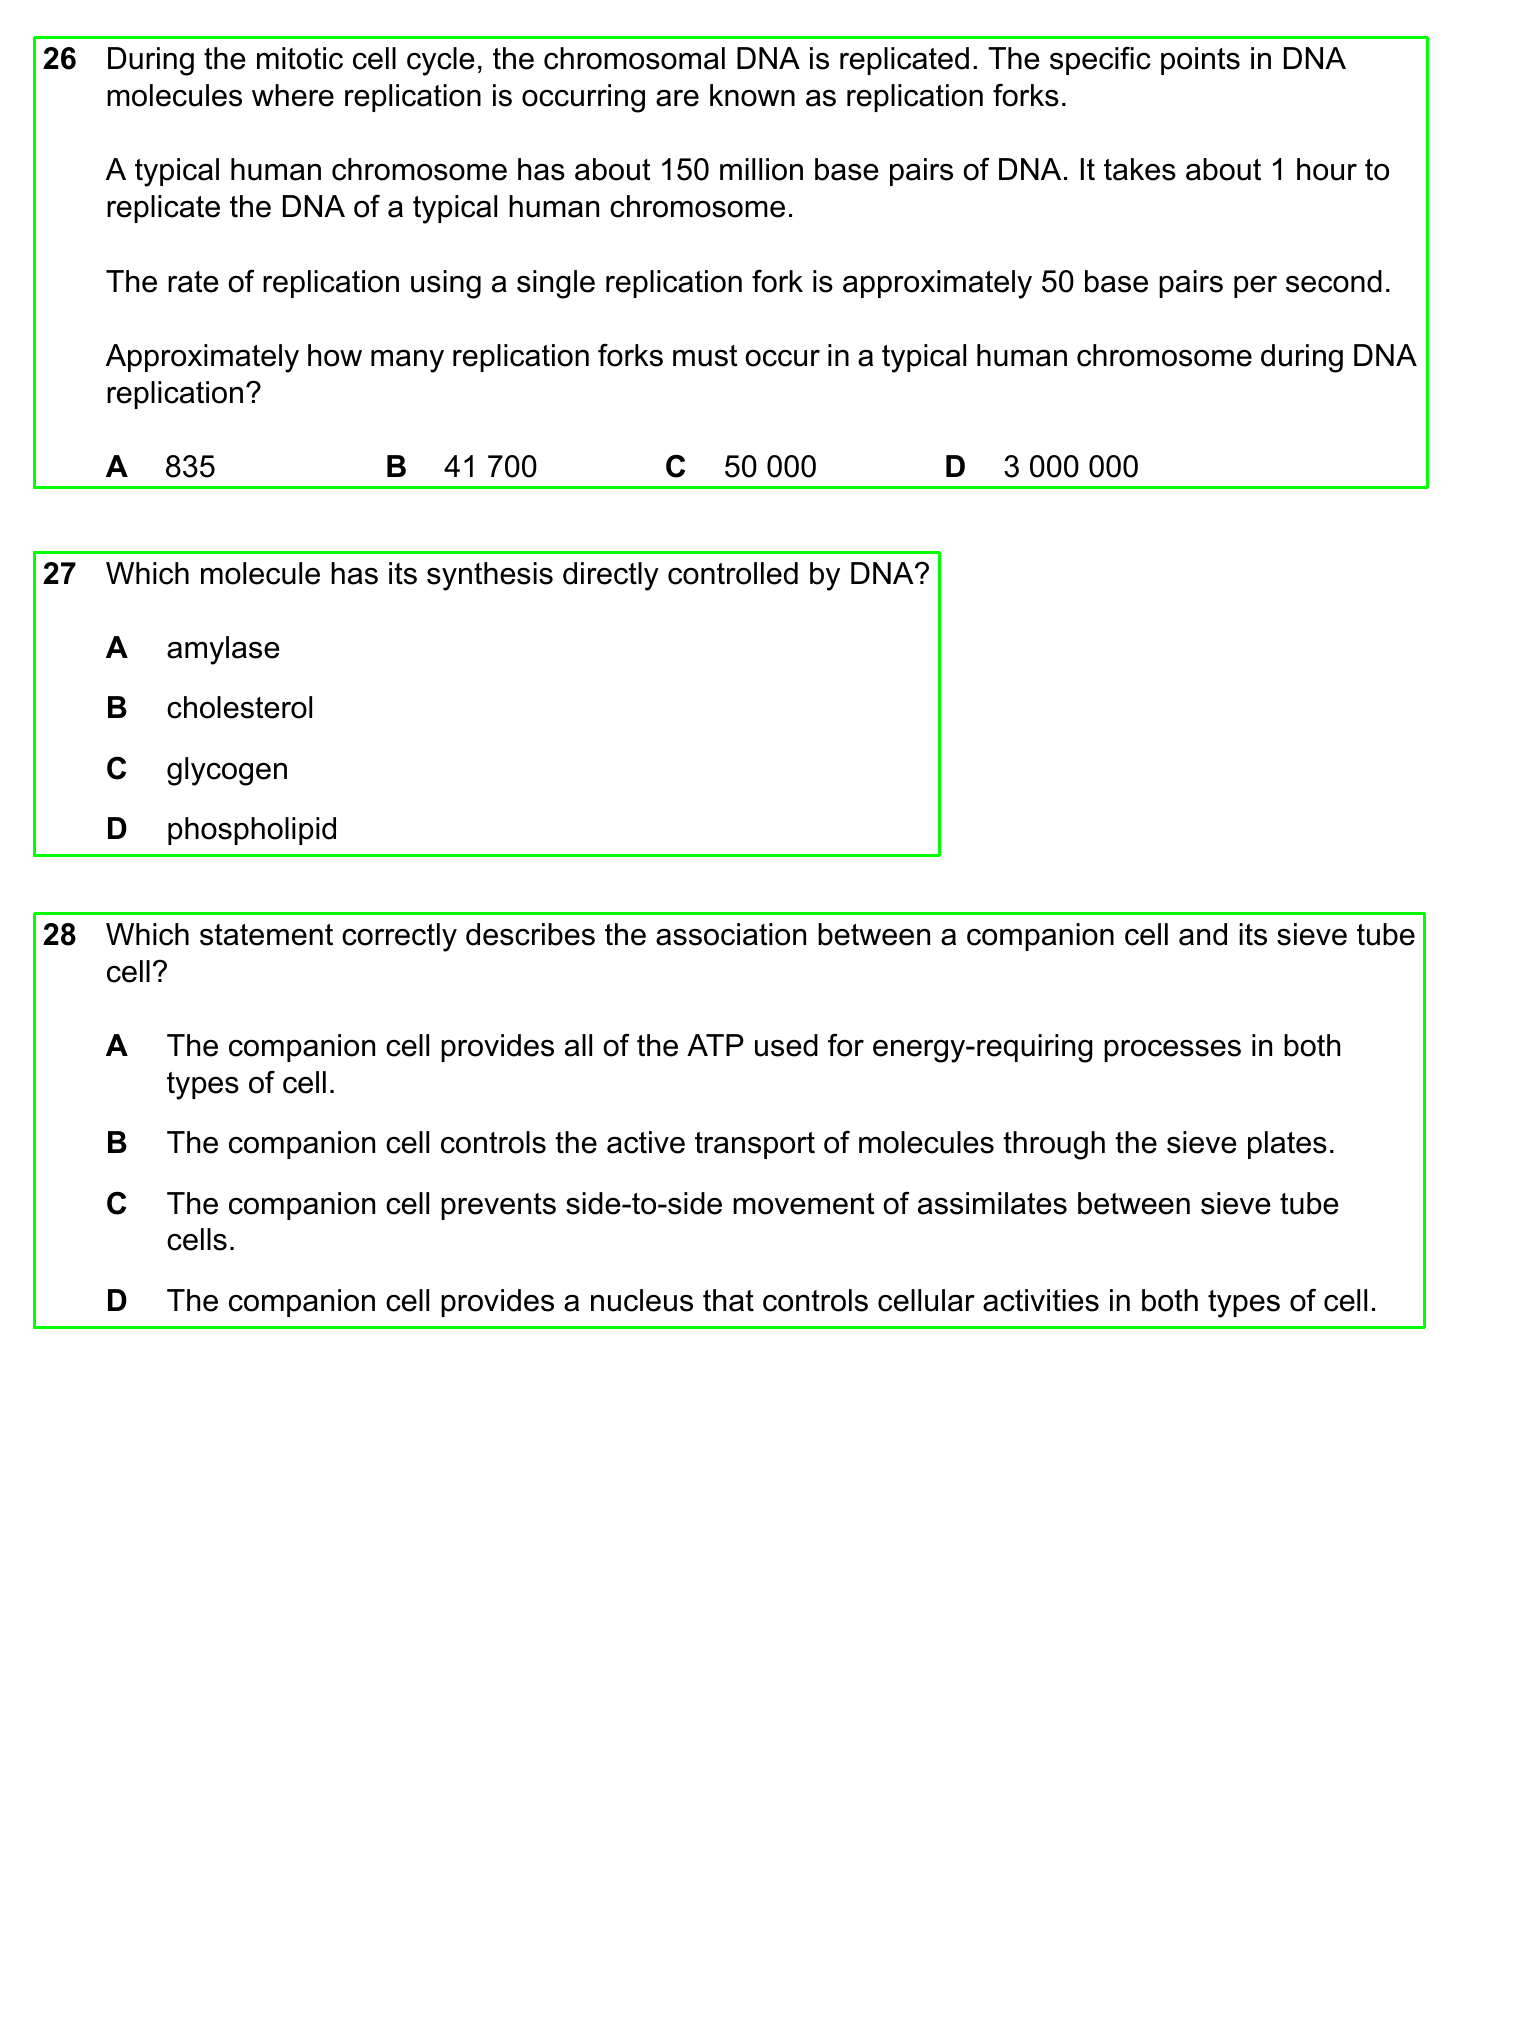 26 During the mitotic cell cycle, the chromosomal DNA is replicated. The specific points in DNA
molecules where replication is occurring are known as replication forks.
A typical human chromosome has about 150 million base pairs of DNA. It takes about 1 hour to
replicate the DNA of a typical human chromosome.
The rate of replication using a single replication fork is approximately 50 base pairs per second.
Approximately how many replication forks must occur in a typical human chromosome during DNA
replication?
A 835 B 41 700 C 50 000 D 3 000 000
27 Which molecule has its synthesis directly controlled by DNA?
A amylase
B cholesterol
C glycogen
D phospholipid
28 Which statement correctly describes the association between a companion cell and its sieve tube
cell?
A The companion cell provides all of the ATP used for energy-requiring processes in both
types of cell.
B The companion cell controls the active transport of molecules through the sieve plates.
C The companion cell prevents side-to-side movement of assimilates between sieve tube
cells.
D The companion cell provides a nucleus that controls cellular activities in both types of cell.